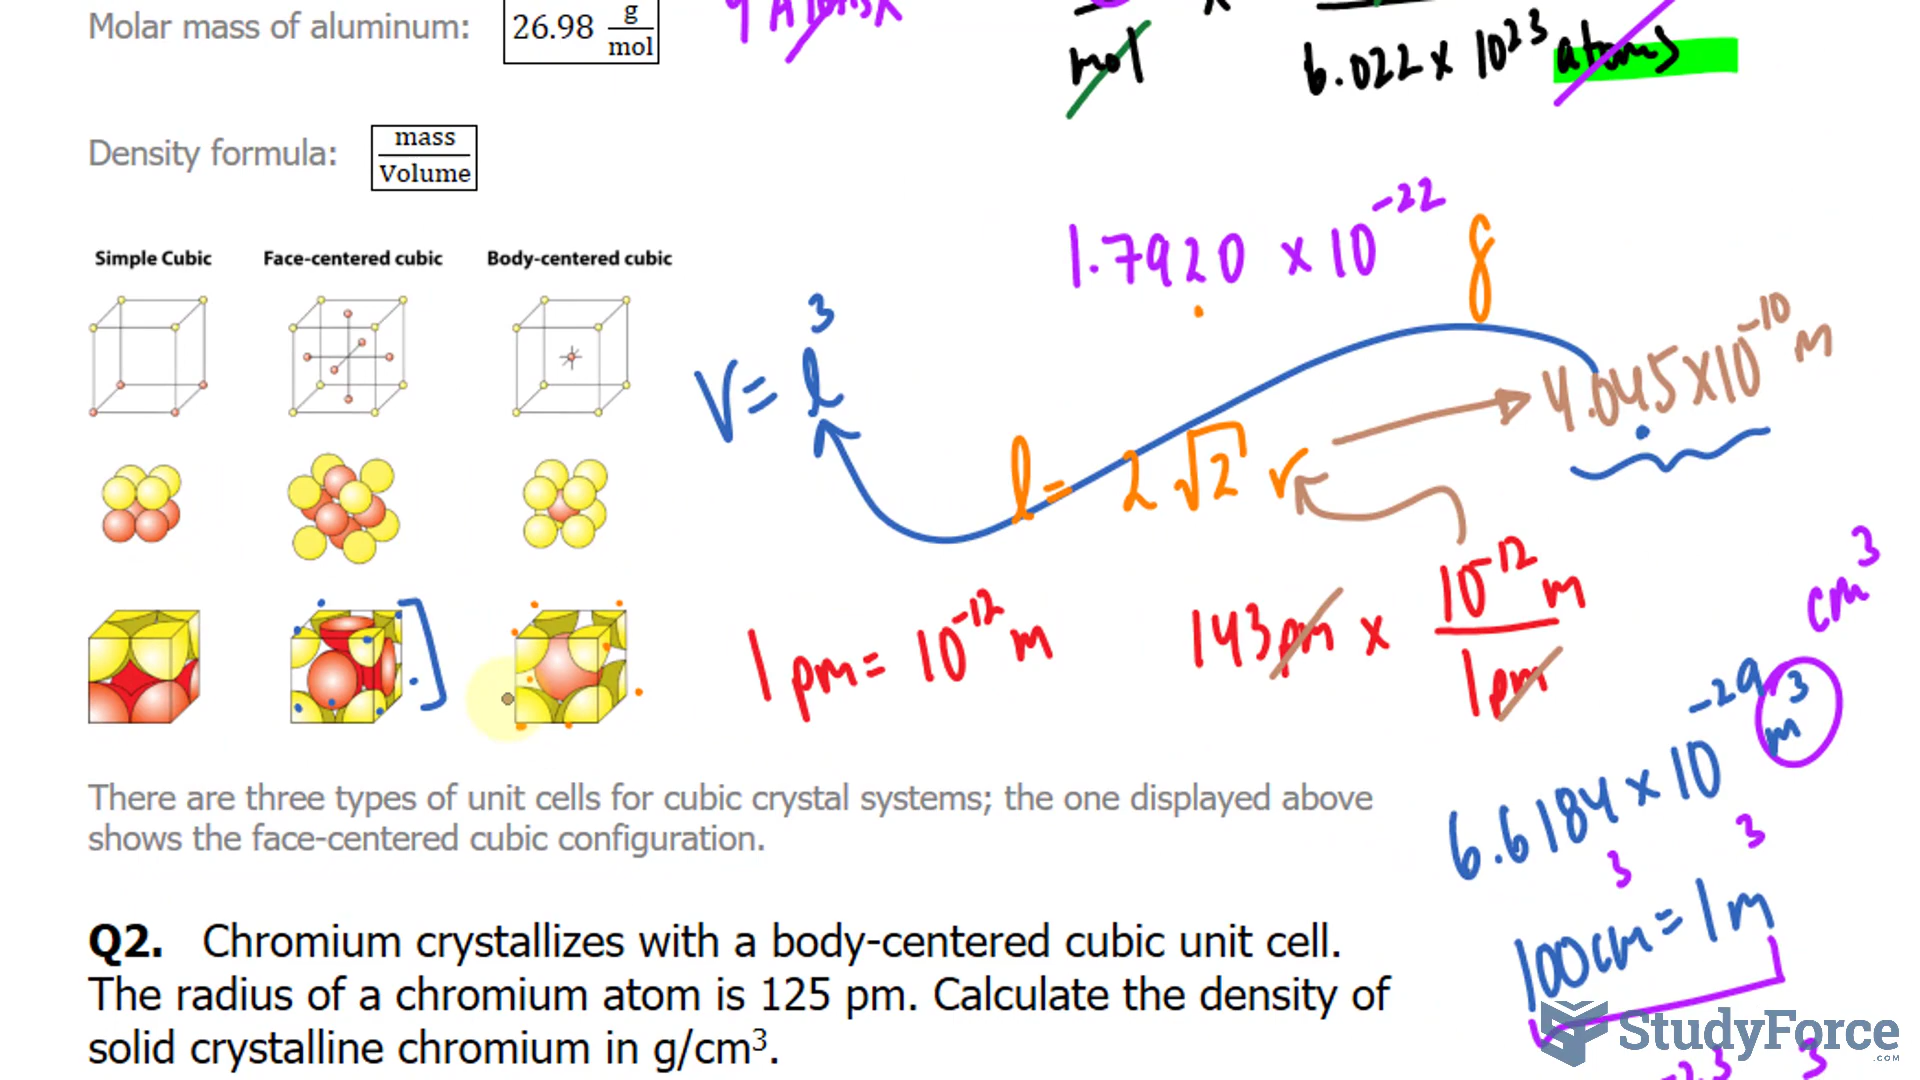 Molar mass of aluminum: 26.98 g/mol
mol
6.022 x 10²³ atoms
Density formula: mass/Volume
1.7920 x 10⁻²² g
Simple Cubic Face-centered cubic Body-centered cubic
V = l³
4.045x10⁻¹⁰ m
l = 2√2 r
1 pm = 10⁻¹² m
143 pm x 10⁻¹² m / 1 pm
cm³
6.6184 x 10⁻²⁹ m³
There are three types of unit cells for cubic crystal systems; the one displayed above
shows the face-centered cubic configuration.
3 3
100cm = 1m
Q2. Chromium crystallizes with a body-centered cubic unit cell.
The radius of a chromium atom is 125 pm. Calculate the density of
solid crystalline chromium in g/cm³.
StudyForce
.COM